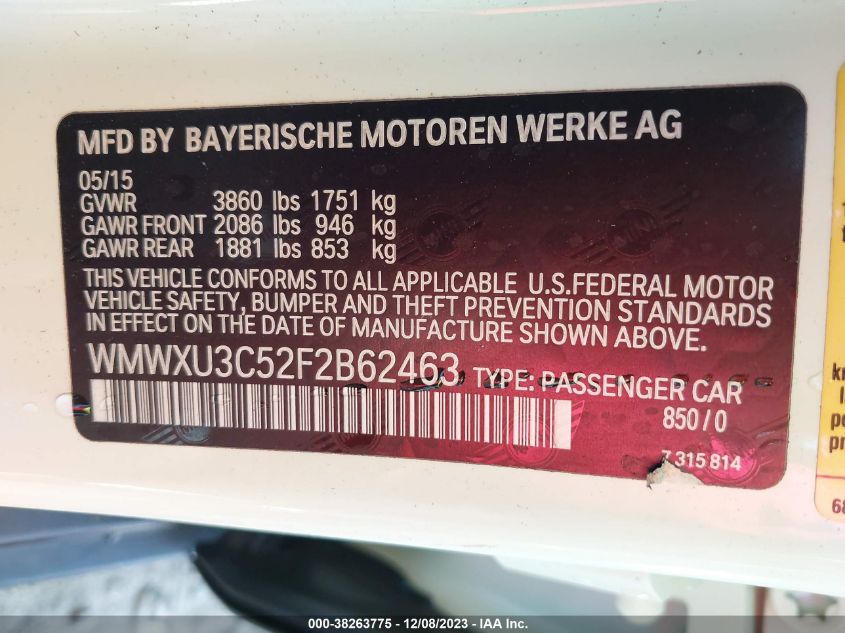 MFD BY BAYERISCHE MOTOREN WERKE AG
05/15
GVWR 3860 lbs 1751 kg
GAWR FRONT 2086 lbs 946 kg
GAWR REAR 1881 lbs 853 kg
THIS VEHICLE CONFORMS TO ALL APPLICABLE U.S.FEDERAL MOTOR
VEHICLE SAFETY, BUMPER AND THEFT PREVENTION STANDARDS
IN EFFECT ON THE DATE OF MANUFACTURE SHOWN ABOVE.
WMWXU3C52F2B62463 TYPE: PASSENGER CAR
850/0
7 315 814
000-38263775 - 12/08/2023 - IAA Inc.